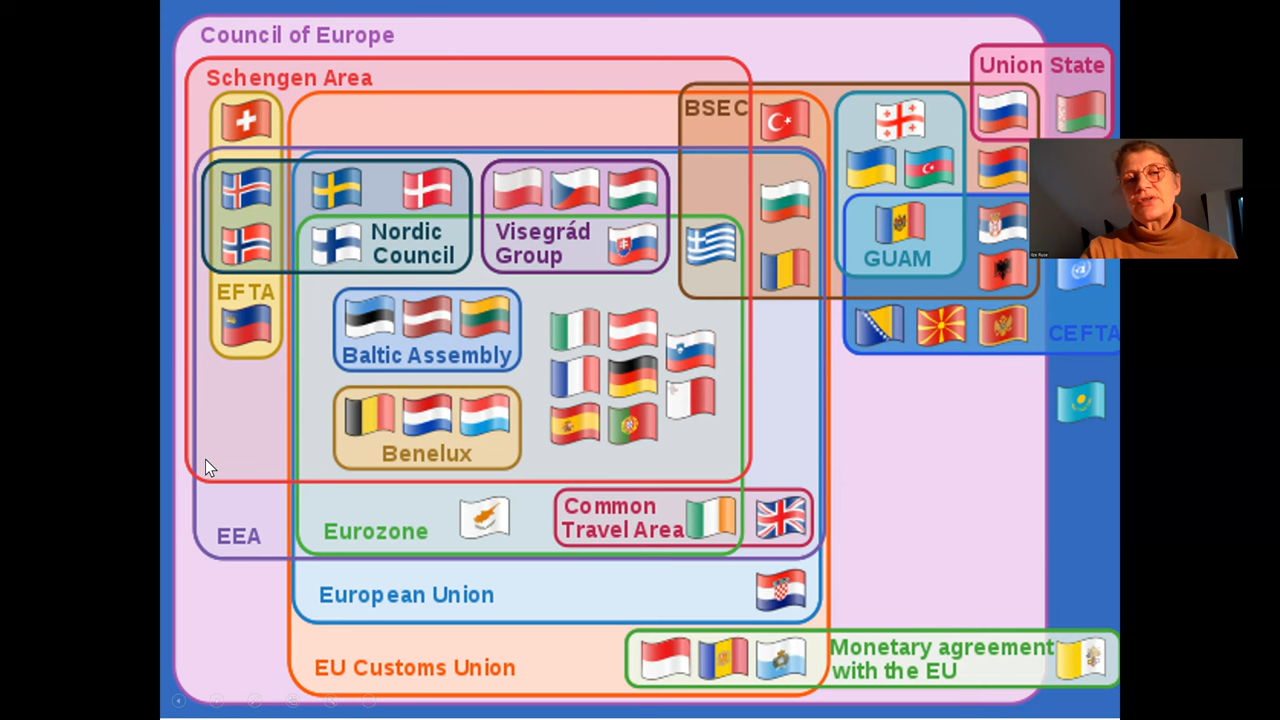 Council of Europe
Schengen Area
Union State
BSEC
Nordic
Council
Visegrád
Group
GUAM
EFTA
CEFTA
Baltic Assembly
Benelux
Common
Travel Area
EEA
Eurozone
European Union
EU Customs Union
Monetary agreement
with the EU